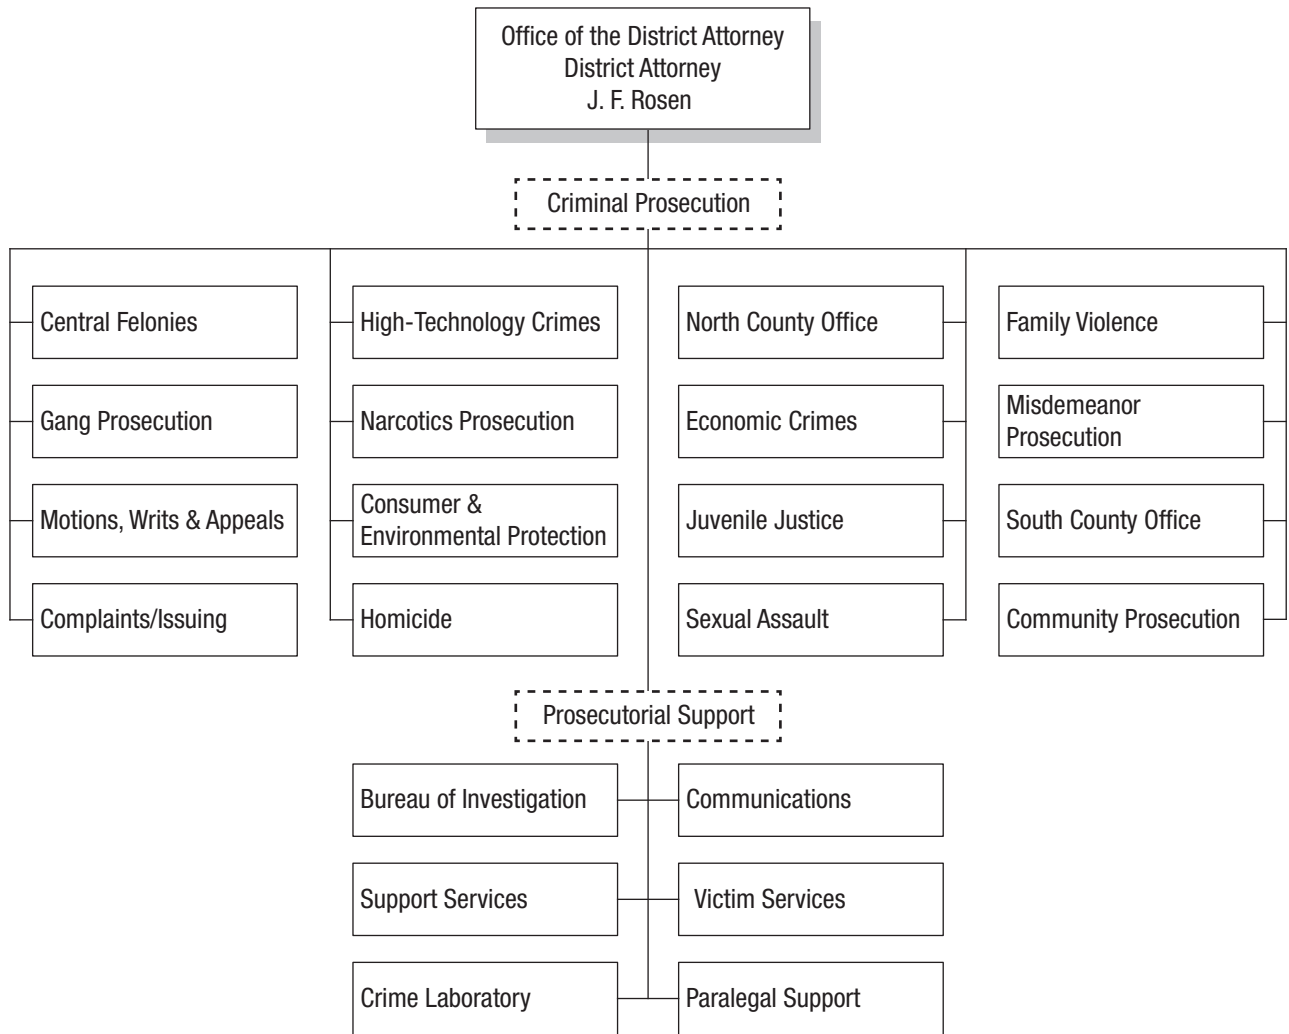 Office of the District Attorney
District Attorney
J. F. Rosen
Criminal Prosecution
Central Felonies
High-Technology Crimes
North County Office
Family Violence
Gang Prosecution
Narcotics Prosecution
Economic Crimes
Misdemeanor
Prosecution
Motions, Writs & Appeals
Consumer &
Environmental Protection
Juvenile Justice
South County Office
Complaints/Issuing
Homicide
Sexual Assault
Community Prosecution
Prosecutorial Support
Bureau of Investigation
Communications
Support Services
Victim Services
Crime Laboratory
Paralegal Support